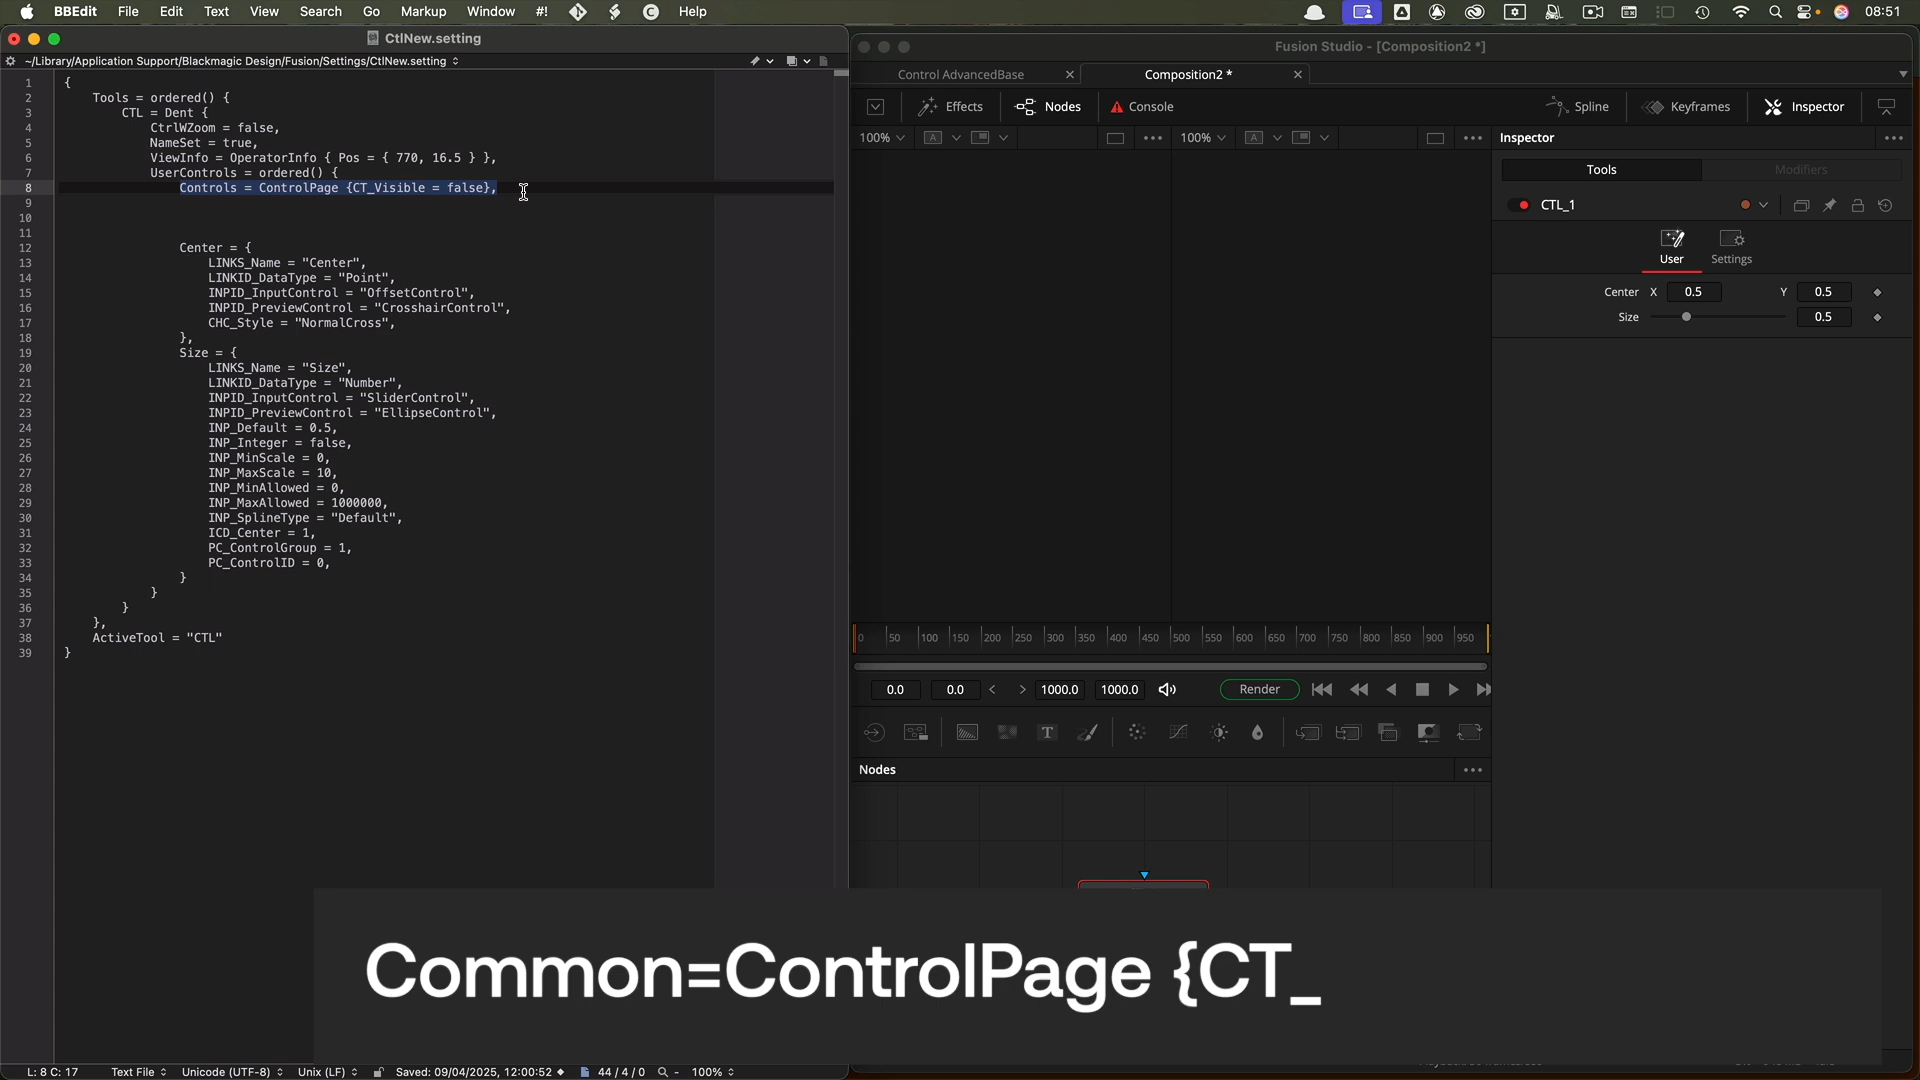 BBEdit File Edit Text View Search Go Markup Window #! Help 08:51
CtlNew.setting
~/Library/Application Support/Blackmagic Design/Fusion/Settings/CtlNew.setting
1 {
2 Tools = ordered() {
3 CTL = Dent {
4 CtrlWZoom = false,
5 NameSet = true,
6 ViewInfo = OperatorInfo { Pos = { 770, 16.5 } },
7 UserControls = ordered() {
8 Controls = ControlPage {CT_Visible = false},
9
10
11
12 Center = {
13 LINKS_Name = "Center",
14 LINKID_DataType = "Point",
15 INPID_InputControl = "OffsetControl",
16 INPID_PreviewControl = "CrosshairControl",
17 CHC_Style = "NormalCross",
18 },
19 Size = {
20 LINKS_Name = "Size",
21 LINKID_DataType = "Number",
22 INPID_InputControl = "SliderControl",
23 INPID_PreviewControl = "EllipseControl",
24 INP_Default = 0.5,
25 INP_Integer = false,
26 INP_MinScale = 0,
27 INP_MaxScale = 10,
28 INP_MinAllowed = 0,
29 INP_MaxAllowed = 1000000,
30 INP_SplineType = "Default",
31 ICD_Center = 1,
32 PC_ControlGroup = 1,
33 PC_ControlID = 0,
34 }
35 }
36 }
37 },
38 ActiveTool = "CTL"
39 }
L: 8 C: 17 Text File Unicode (UTF-8) Unix (LF) Saved: 09/04/2025, 12:00:52 44 / 4 / 0 100%
Fusion Studio - [Composition2 *]
Control AdvancedBase Composition2 *
Effects Nodes Console Spline Keyframes Inspector
100% A 100% A Inspector
Tools Modifiers
CTL_1
User Settings
Center X 0.5 Y 0.5
Size 0.5
0 50 100 150 200 250 300 350 400 450 500 550 600 650 700 750 800 850 900 950
0.0 0.0 < > 1000.0 1000.0 Render
T
Nodes
Common=ControlPage {CT_